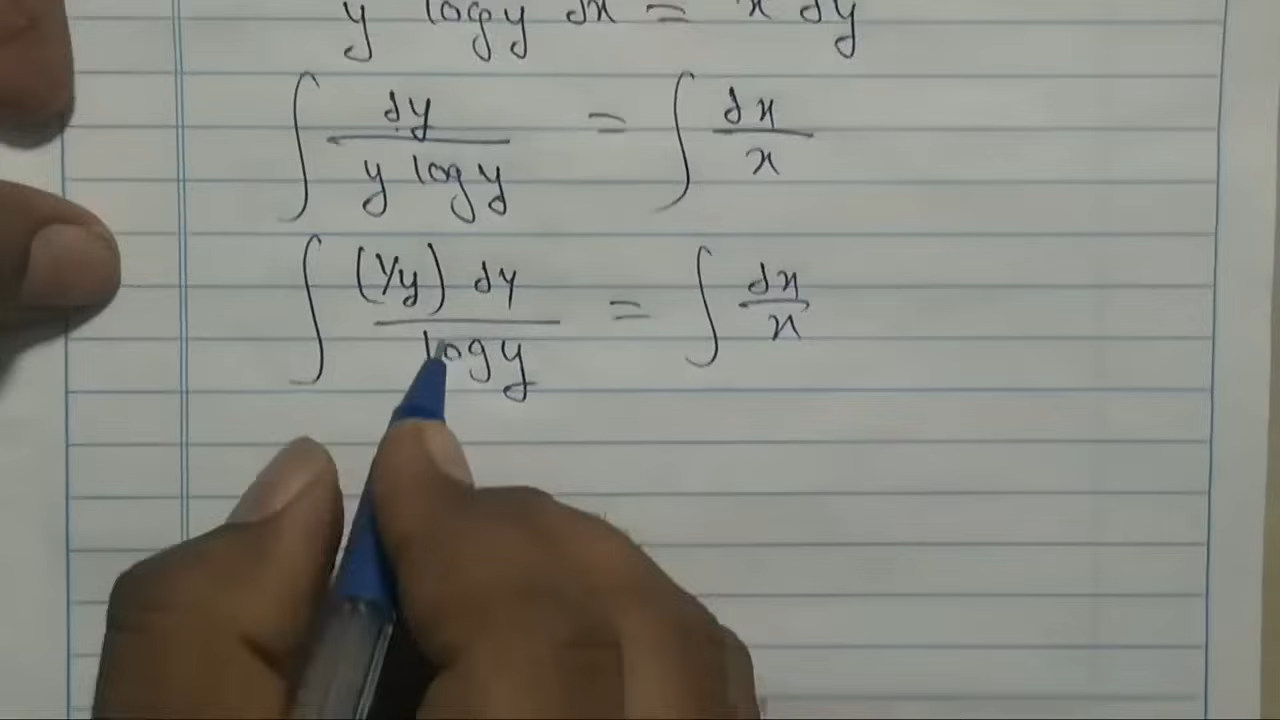 y log y dx = x dy
∫ dy / (y log y) = ∫ dx / x
∫ (1/y) dy / log y = ∫ dx / x